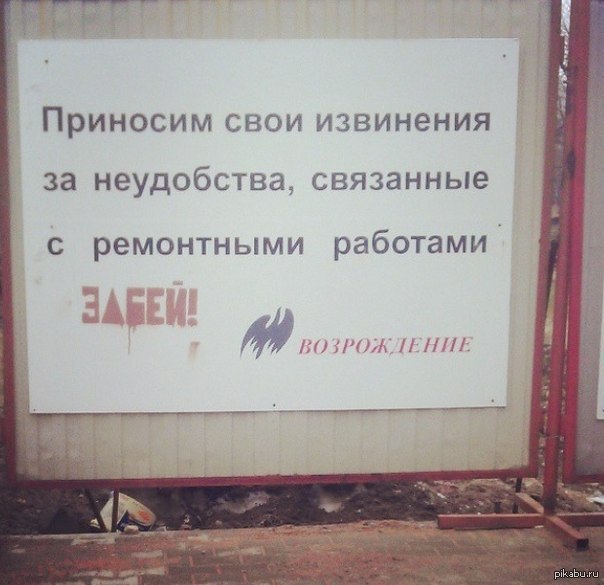 Приносим свои извинения
за неудобства, связанные
с ремонтными работами
ЗАБЕЙ!
ВОЗРОЖДЕНИЕ
pikabu.ru